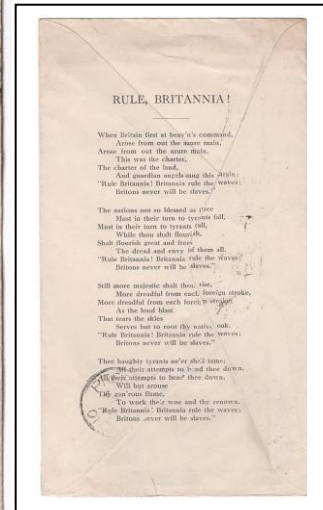 RULE, BRITANNIA!
When Britain first at heav'n's command,
Arose from out the azure main,
Arose from out the azure main,
This was the charter,
The charter of the land,
And guardian angels sang this strain:
"Rule Britannia! Britannia rule the waves:
Britons never will be slaves."
The nations not so blessed as thee
Must in their turn to tyrants fall,
Must in their turn to tyrants fall,
While thou shalt flourish,
Shalt flourish great and free:
The dread and envy of them all.
"Rule Britannia! Britannia rule the waves:
Britons never will be slaves."
Still more majestic shalt thou rise,
More dreadful from each foreign stroke,
More dreadful from each foreign stroke;
As the loud blast
That tears the skies
Serves but to root thy native oak.
"Rule Britannia! Britannia rule the waves:
Britons never will be slaves."
Thee haughty tyrants ne'er shall tame;
All their attempts to bend thee down,
All their attempts to bend thee down,
Will but arouse
Thy gen'rous flame,
To work their woe and thy renown.
"Rule Britannia! Britannia rule the waves:
Britons never will be slaves."